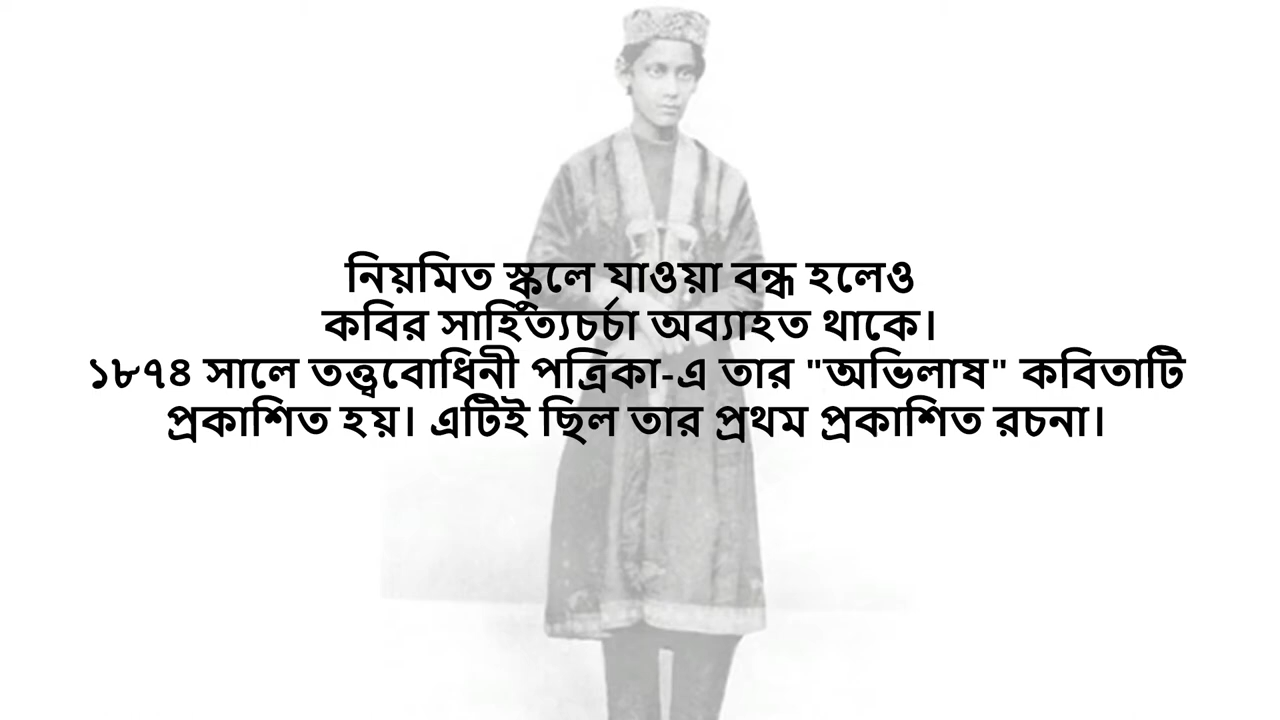 নিয়মিত স্কুলে যাওয়া বন্ধ হলেও
কবির সাহিত্যচর্চা অব্যাহত থাকে।
১৮৭৪ সালে তত্ত্ববোধিনী পত্রিকা-এ তার "অভিলাষ" কবিতাটি
প্রকাশিত হয়। এটিই ছিল তার প্রথম প্রকাশিত রচনা।